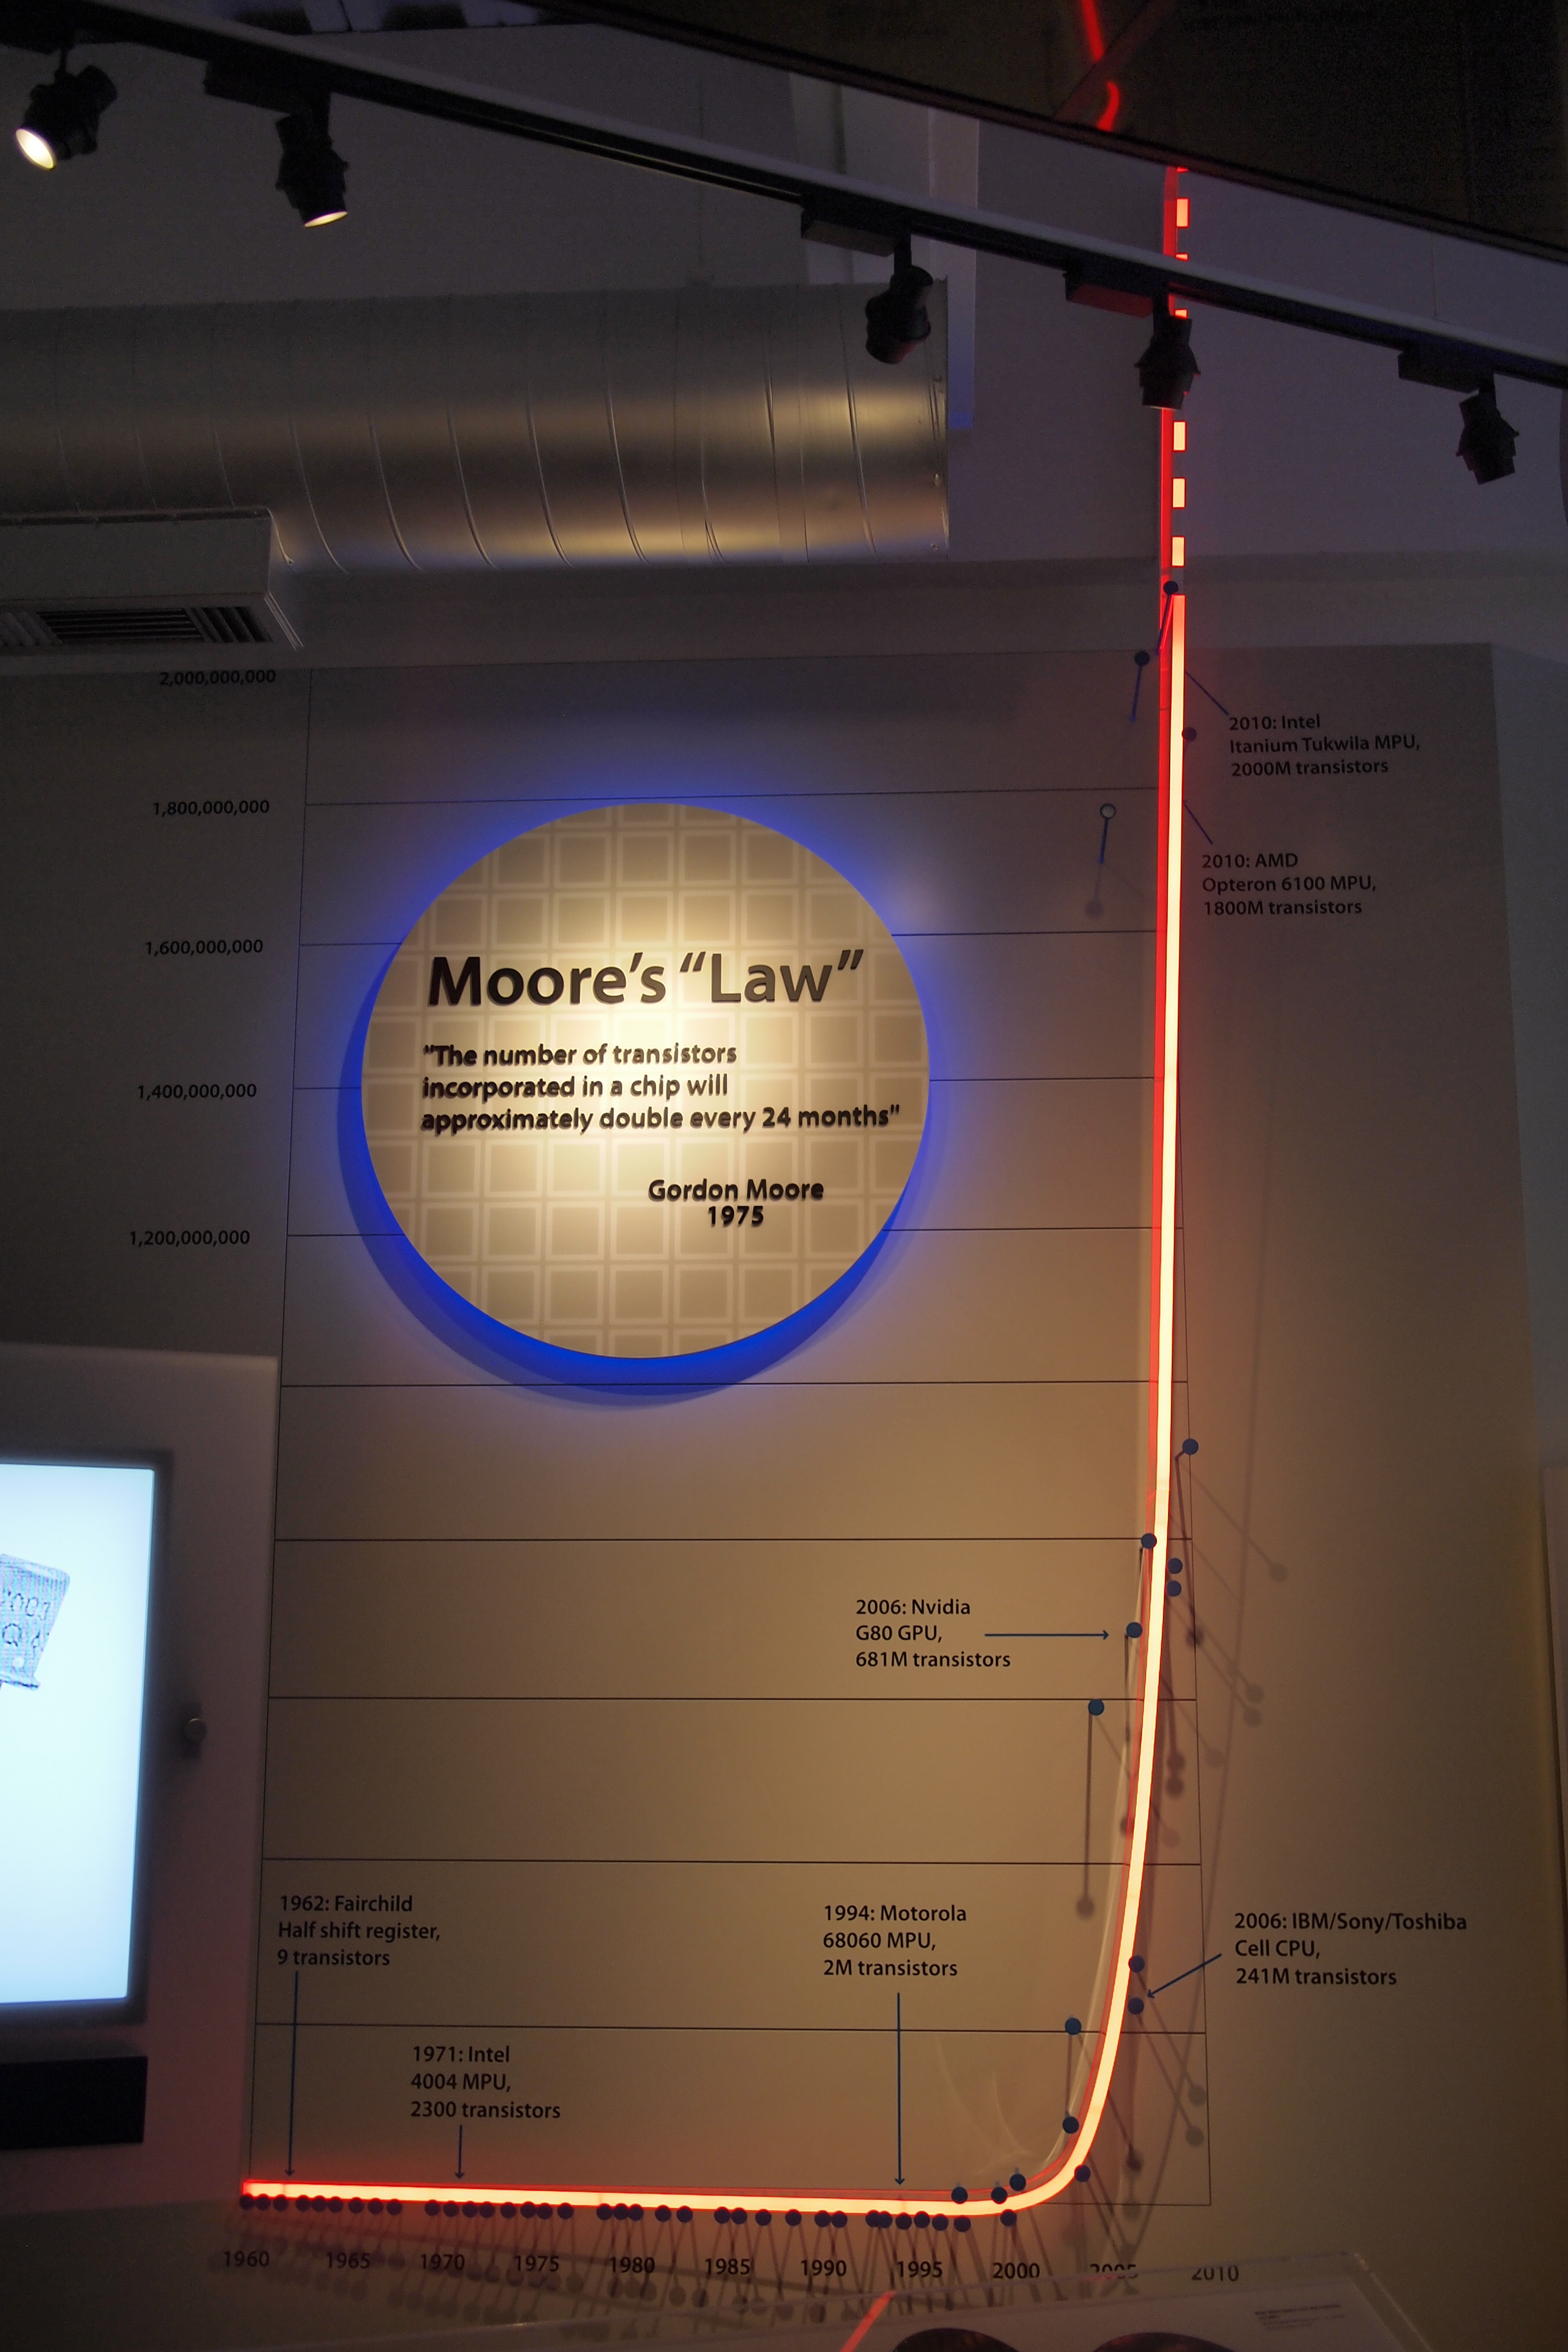 2,000,000,000
1,800,000,000
1,600,000,000
1,400,000,000
1,200,000,000
Moore's “Law”
“The number of transistors
incorporated in a chip will
approximately double every 24 months”
Gordon Moore
1975
2010: Intel
Itanium Tukwila MPU,
2000M transistors
2010: AMD
Opteron 6100 MPU,
1800M transistors
2006: Nvidia
G80 GPU,
681M transistors
1962: Fairchild
Half shift register,
9 transistors
1971: Intel
4004 MPU,
2300 transistors
1994: Motorola
68060 MPU,
2M transistors
2006: IBM/Sony/Toshiba
Cell CPU,
241M transistors
1960 1965 1970 1975 1980 1985 1990 1995 2000 2005 2010